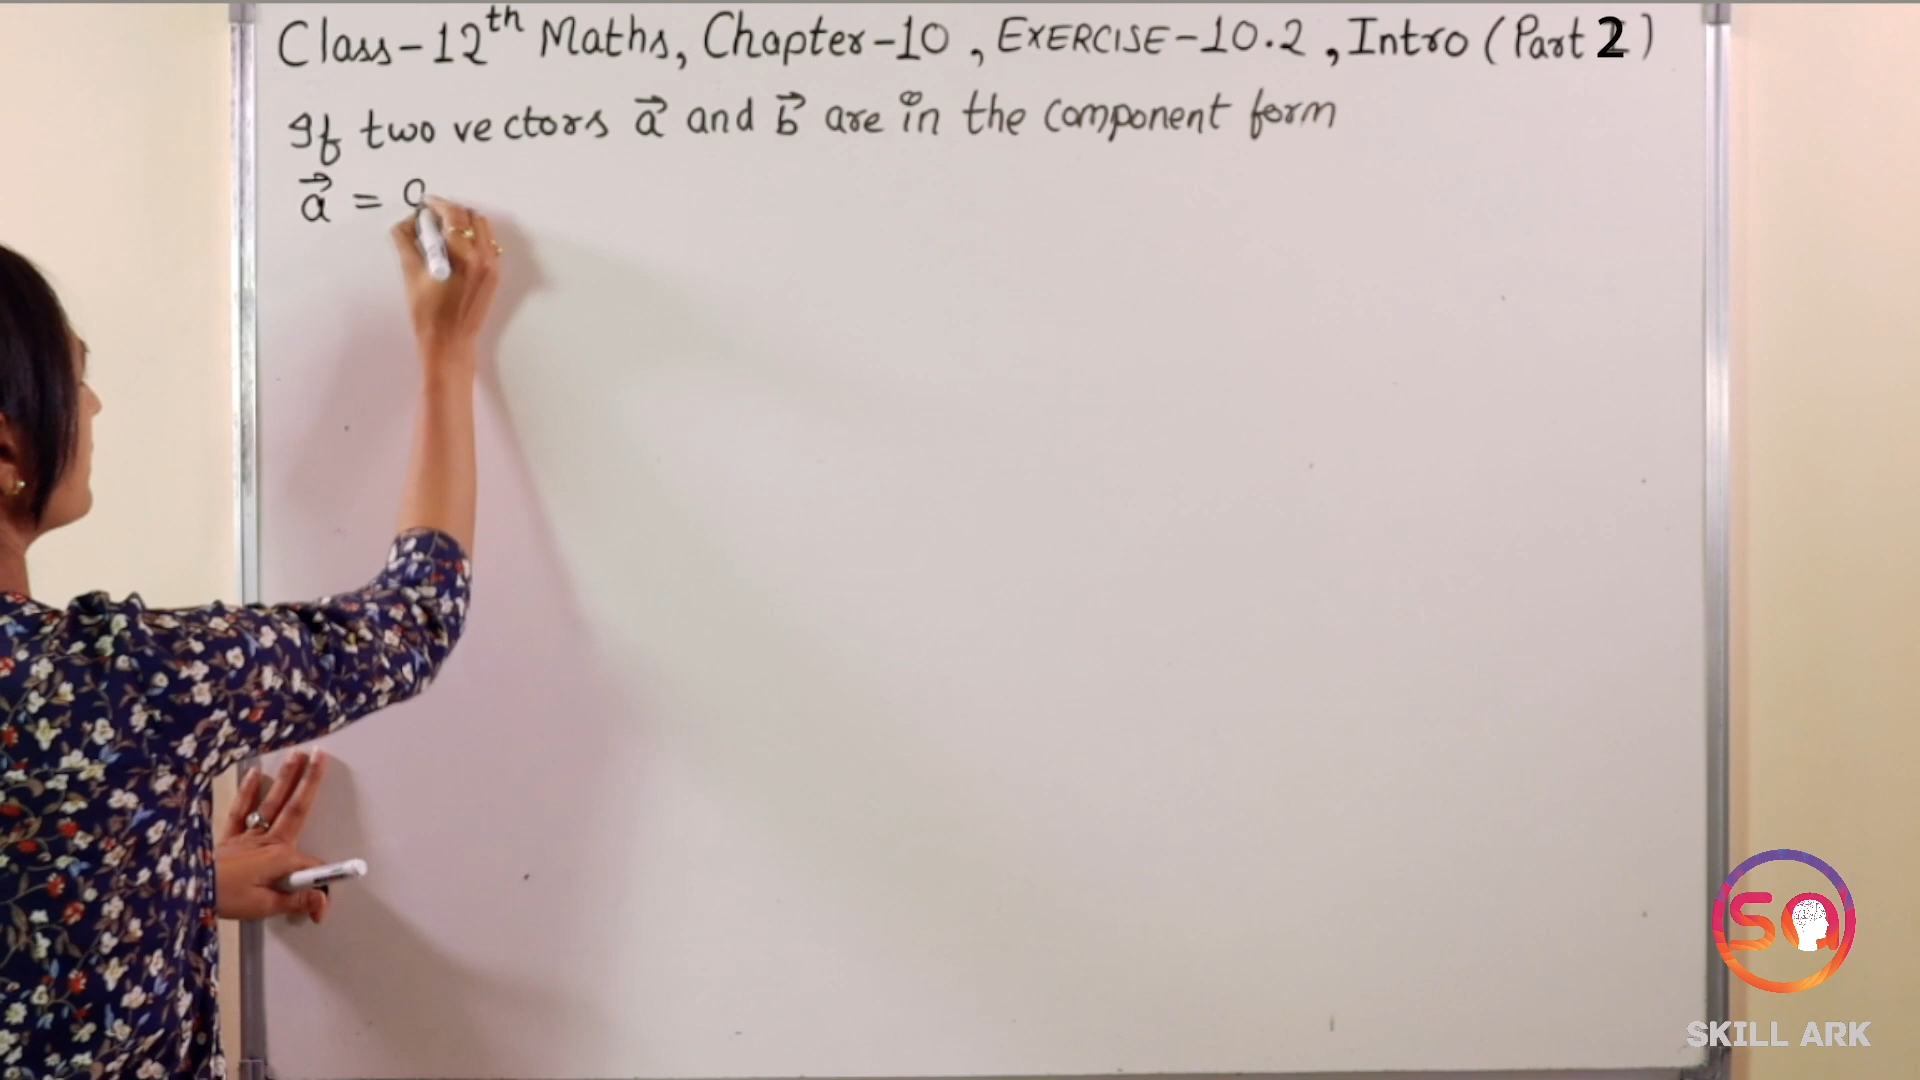 Class-12th Maths, Chapter-10, EXERCISE-10.2, Intro (Part 2)
If two vectors a⃗ and b⃗ are in the component form
a⃗ =
SKILL ARK